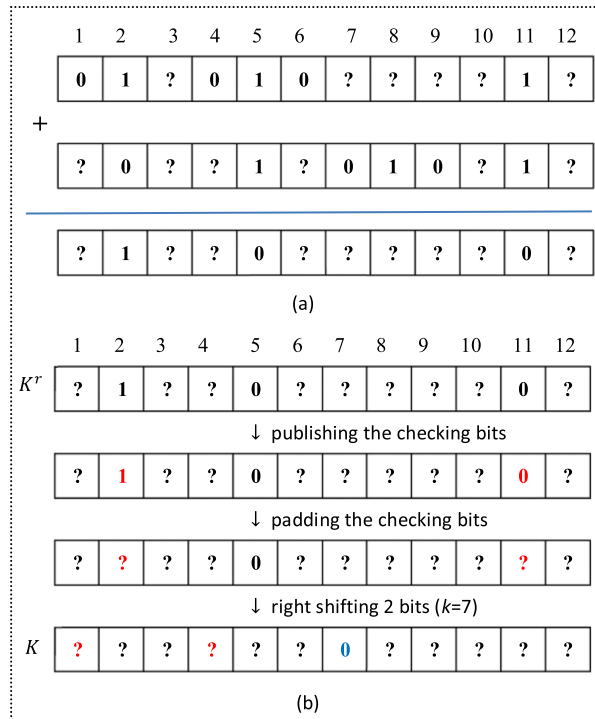 1 2 3 4 5 6 7 8 9 10 11 12
0 1 ? 0 1 0 ? ? ? ? 1 ?
+
? 0 ? ? 1 ? 0 1 0 ? 1 ?
? 1 ? ? 0 ? ? ? ? ? 0 ?
(a)
1 2 3 4 5 6 7 8 9 10 11 12
K^r ? 1 ? ? 0 ? ? ? ? ? 0 ?
↓ publishing the checking bits
? 1 ? ? 0 ? ? ? ? ? 0 ?
↓ padding the checking bits
? ? ? ? 0 ? ? ? ? ? ? ?
↓ right shifting 2 bits (k=7)
K ? ? ? ? ? ? 0 ? ? ? ? ?
(b)